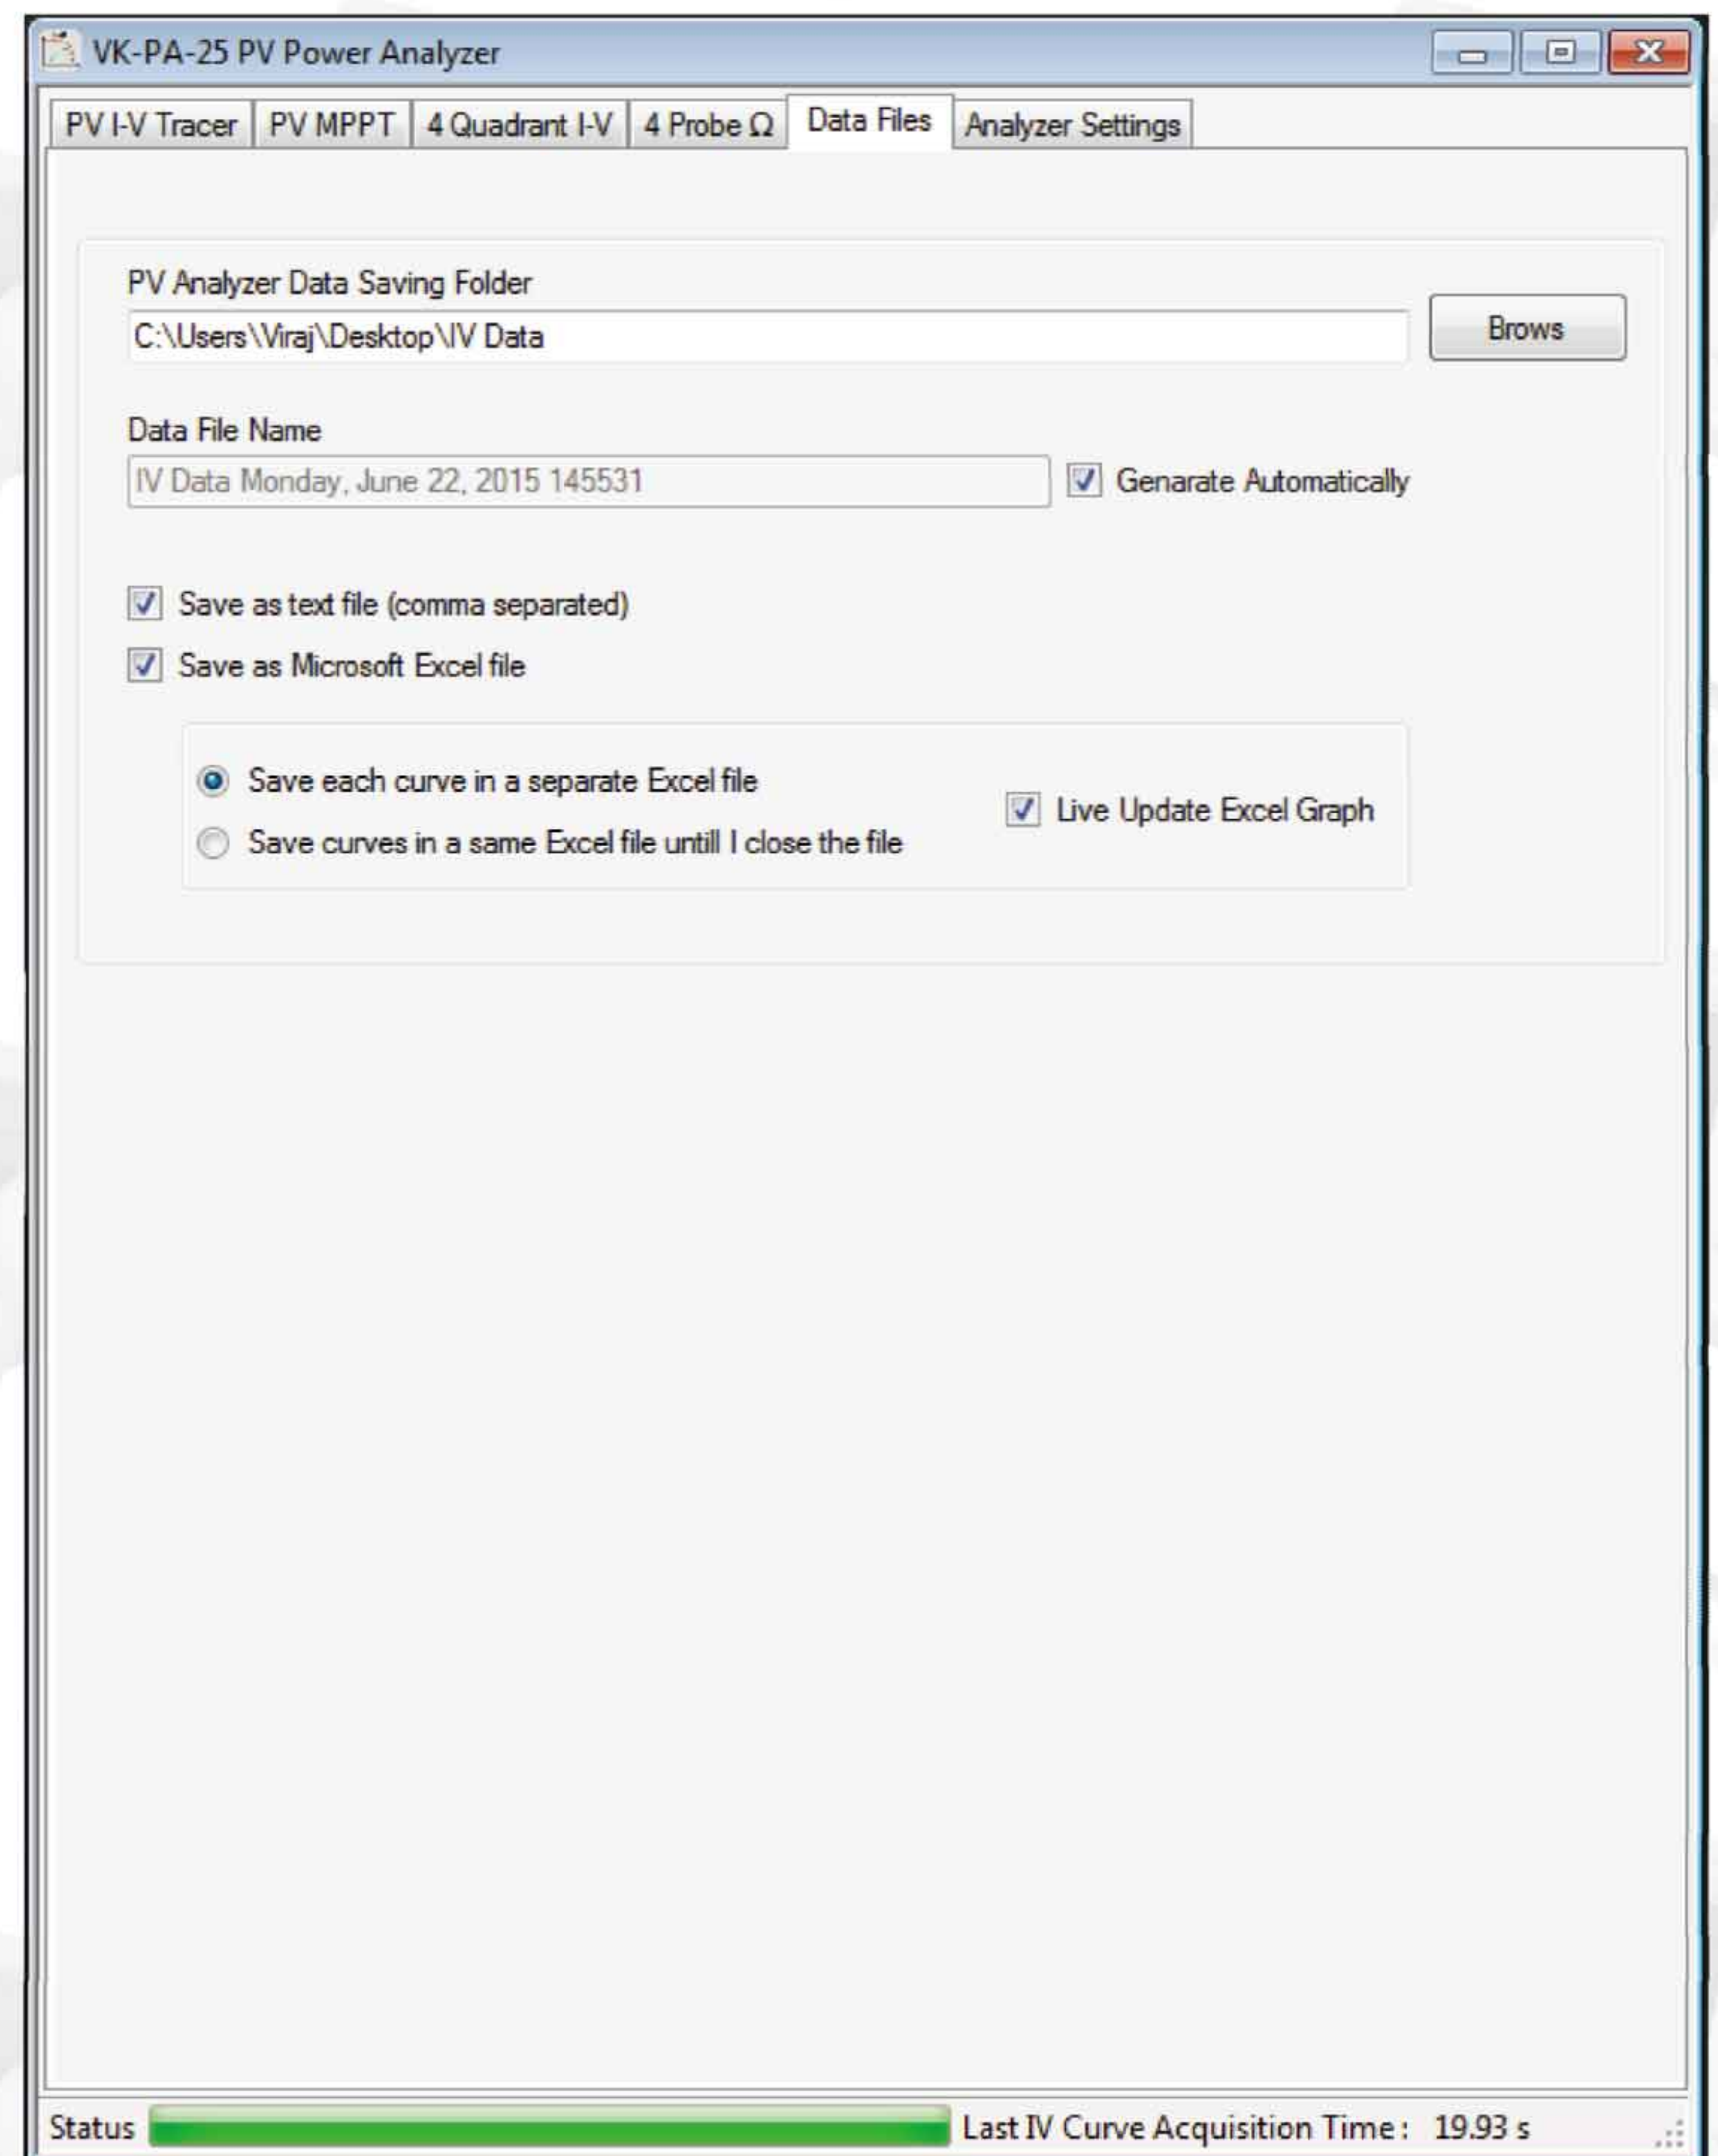 VK-PA-25 PV Power Analyzer
PV I-V Tracer PV MPPT 4 Quadrant I-V 4 Probe Ω Data Files Analyzer Settings
PV Analyzer Data Saving Folder
C:\Users\Viraj\Desktop\IV Data Brows
Data File Name
IV Data Monday, June 22, 2015 145531 Genarate Automatically
Save as text file (comma separated)
Save as Microsoft Excel file
Save each curve in a separate Excel file
Live Update Excel Graph
Save curves in a same Excel file untill I close the file
Status Last IV Curve Acquisition Time: 19.93 s